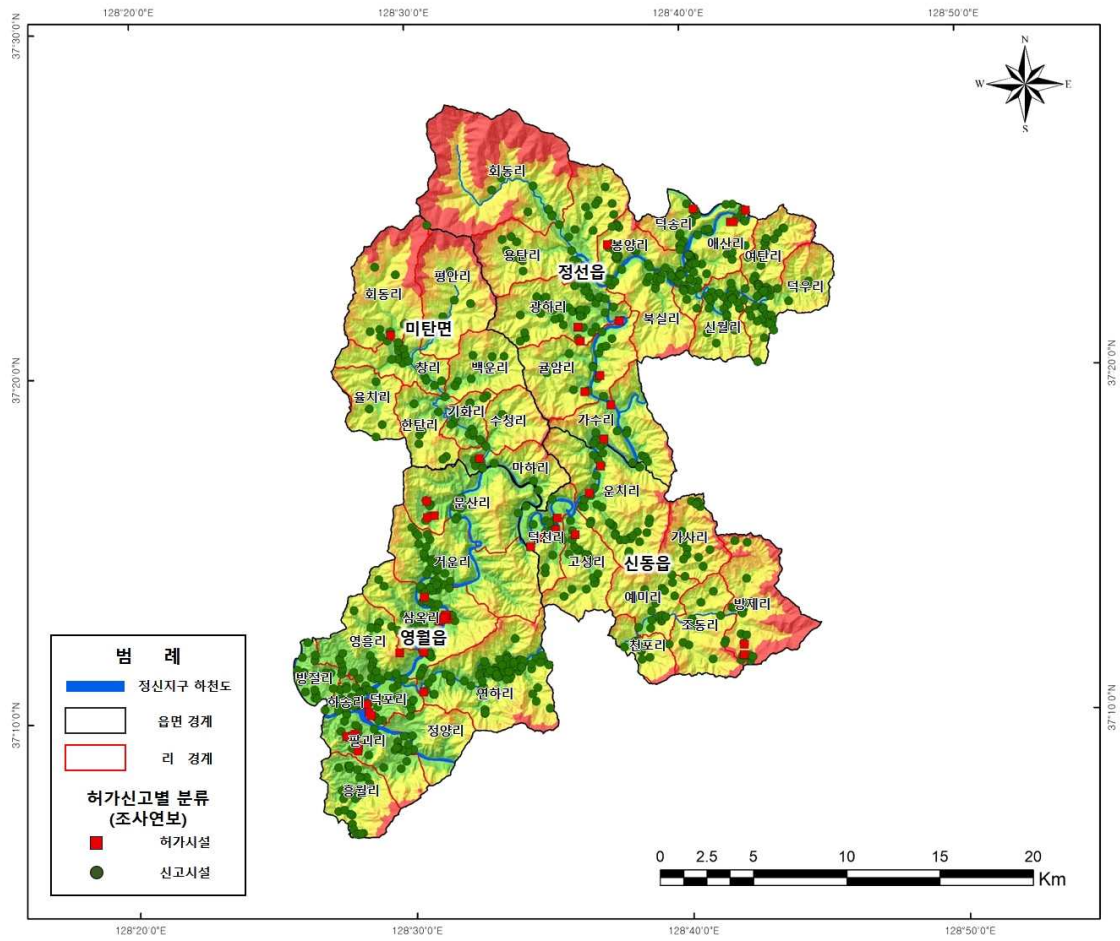 128°20'0"E
128°30'0"E
128°40'0"E
128°50'0"E
37°30'0"N
N
W
E
S
회동리
덕송리
봉양리
애산리
여탄리
용탄리
정선읍
평안리
회동리
덕우리
광하리
북실리
신월리
미탄면
창리
백운리
귤암리
37°20'0"N
37°20'0"N
율치리
기화리
한탄리
수청리
가수리
마하리
운치리
문산리
덕천리
가사리
거운리
고성리
신동읍
예미리
방제리
삼옥리
조동리
영흥리
영월읍
천포리
방절리
연하리
하송리
덕포리
정양리
37°10'0"N
37°10'0"N
팔괴리
흥월리
범 례
정신지구 하천도
읍면 경계
리 경계
허가신고별 분류
(조사연보)
허가시설
신고시설
0 2.5 5 10 15 20
Km
128°20'0"E
128°30'0"E
128°40'0"E
128°50'0"E